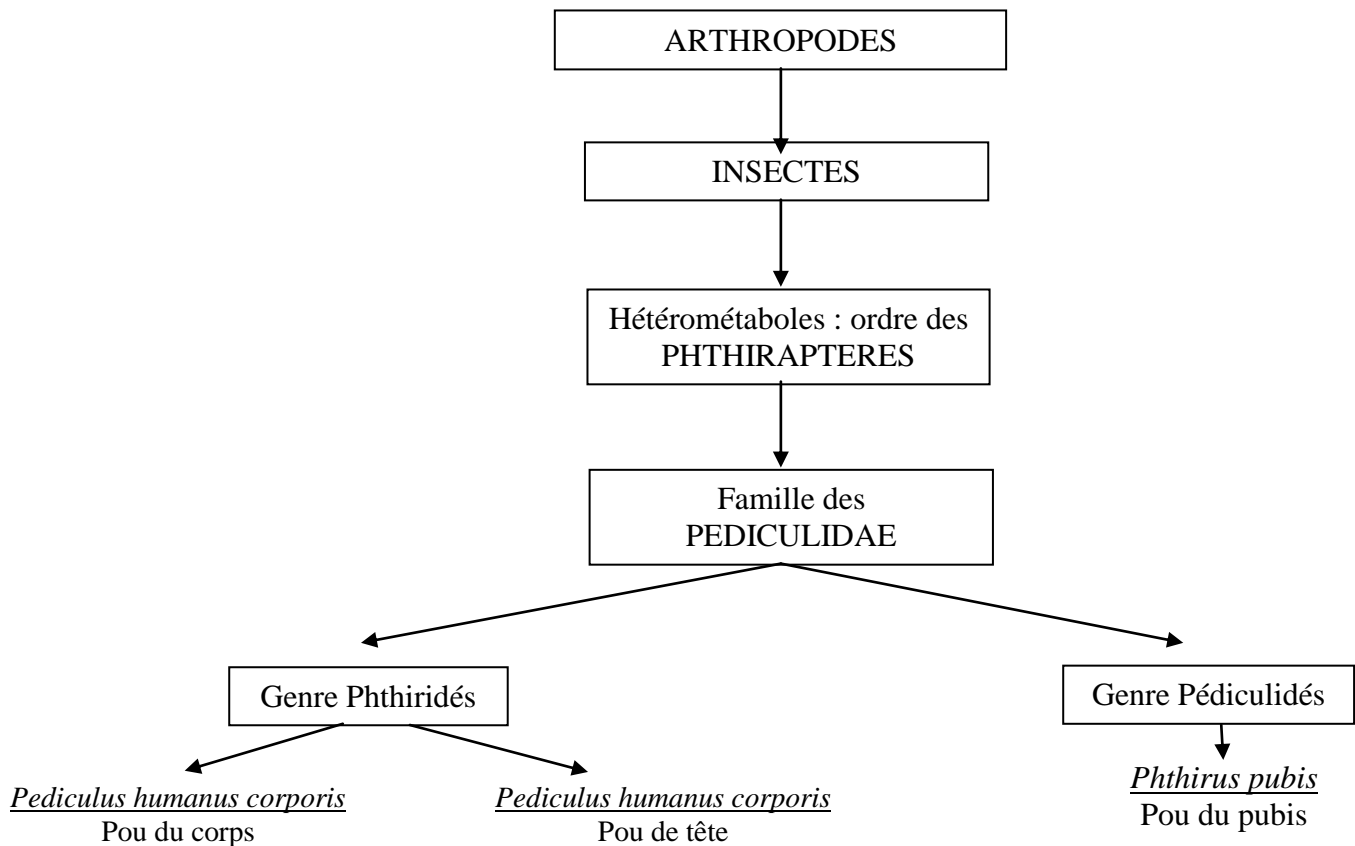 ARTHROPODES
INSECTES
Hétérométaboles : ordre des
PHTHIRAPTERES
Famille des
PEDICULIDAE
Genre Phthiridés
Genre Pédiculidés
Pediculus humanus corporis
Pou du corps
Pediculus humanus corporis
Pou de tête
Phthirus pubis
Pou du pubis